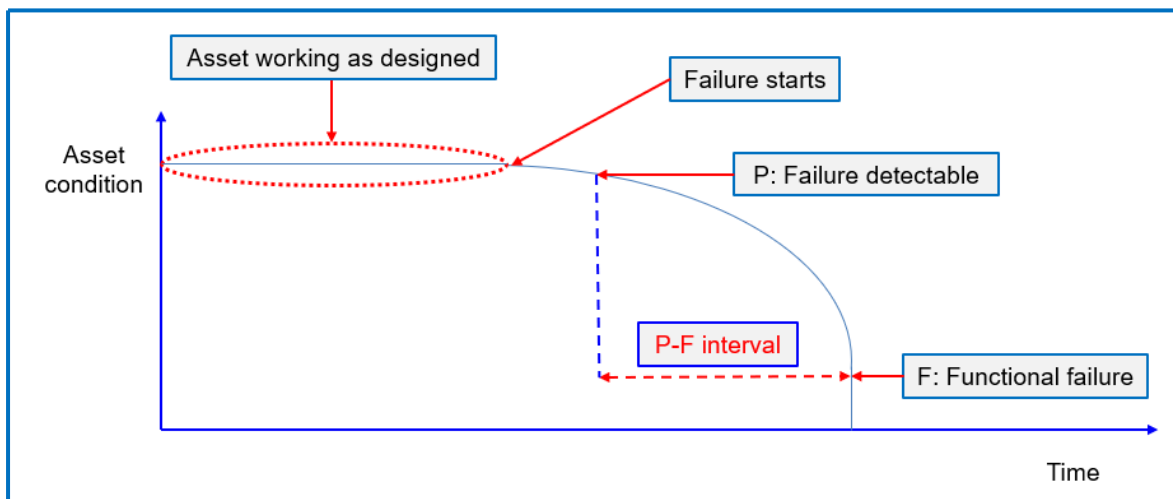 Asset working as designed
Failure starts
Asset
condition
P: Failure detectable
P-F interval
F: Functional failure
Time